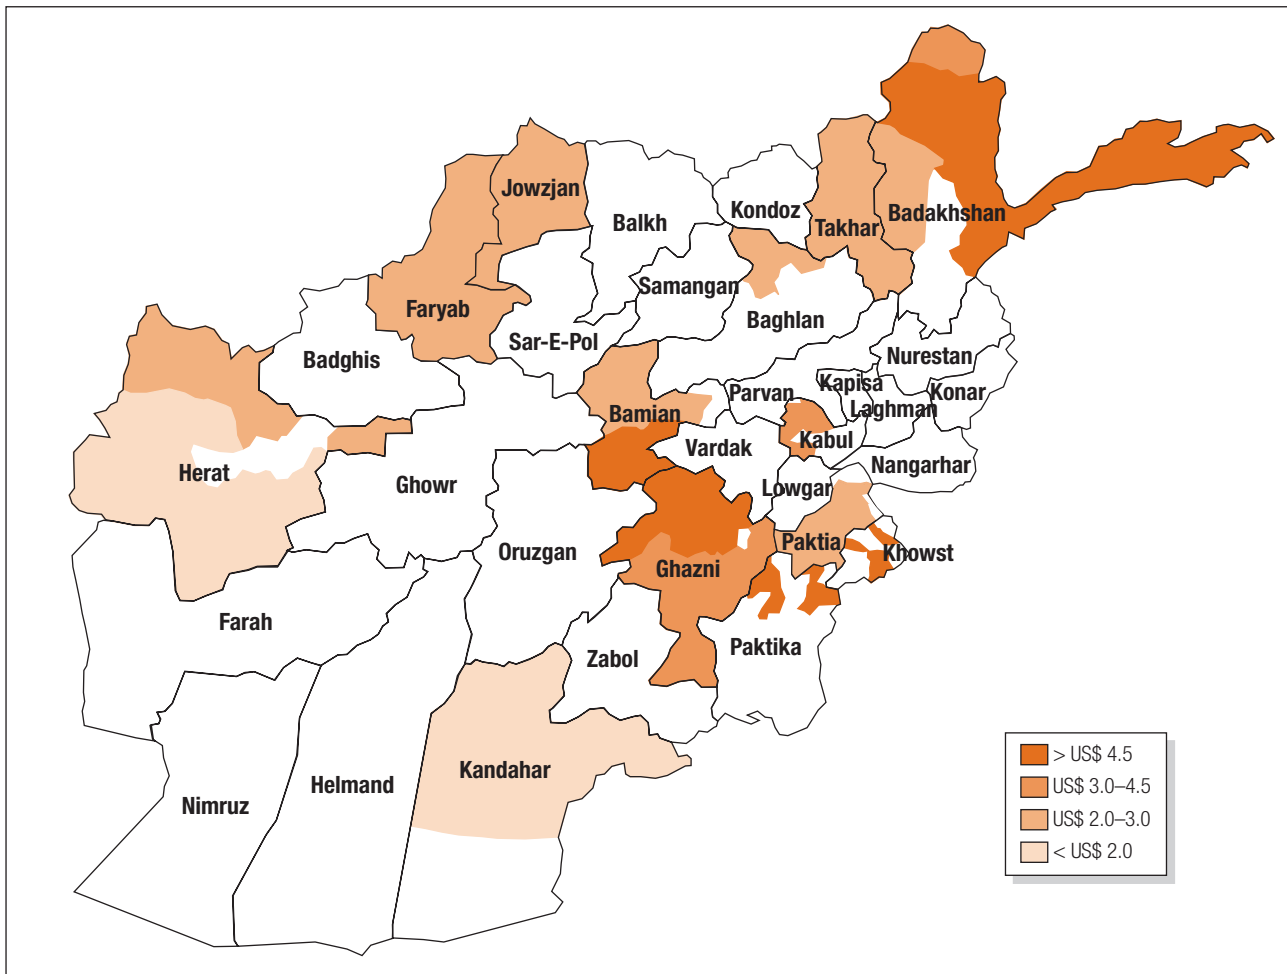 Jowzjan
Balkh
Kondoz
Takhar
Badakhshan
Samangan
Faryab
Baghlan
Sar-E-Pol
Badghis
Nurestan
Kapisa
Parvan
Konar
Laghman
Bamian
Kabul
Vardak
Herat
Nangarhar
Ghowr
Lowgar
Oruzgan
Paktia
Khowst
Ghazni
Farah
Zabol
Paktika
Kandahar
Helmand
Nimruz
> US$ 4.5
US$ 3.0–4.5
US$ 2.0–3.0
< US$ 2.0